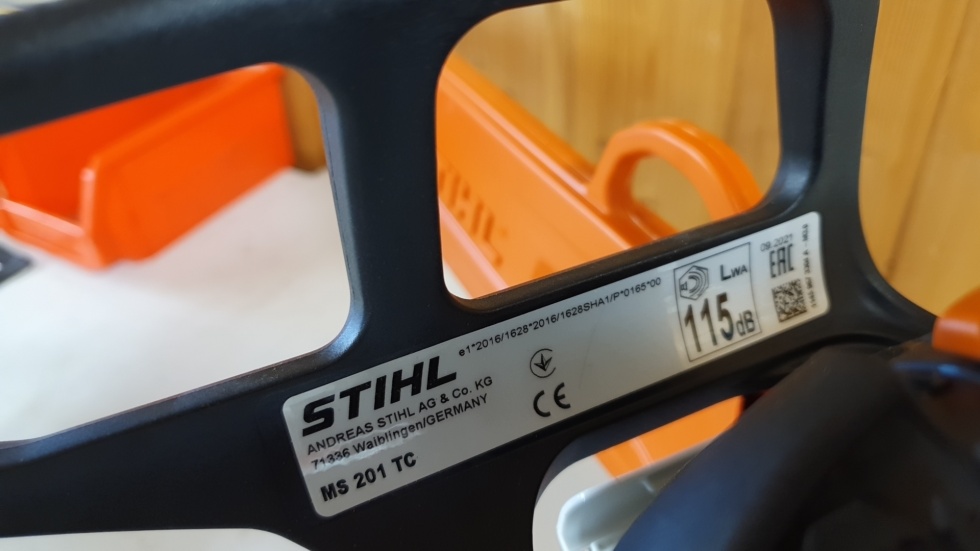 STIHL
e1*2016/1628*2016/1628SHA1/P*0165*00
ANDREAS STIHL AG & Co. KG
71336 Waiblingen/GERMANY
MS 201 TC
CE
LWA
115dB
09.2021
EAC